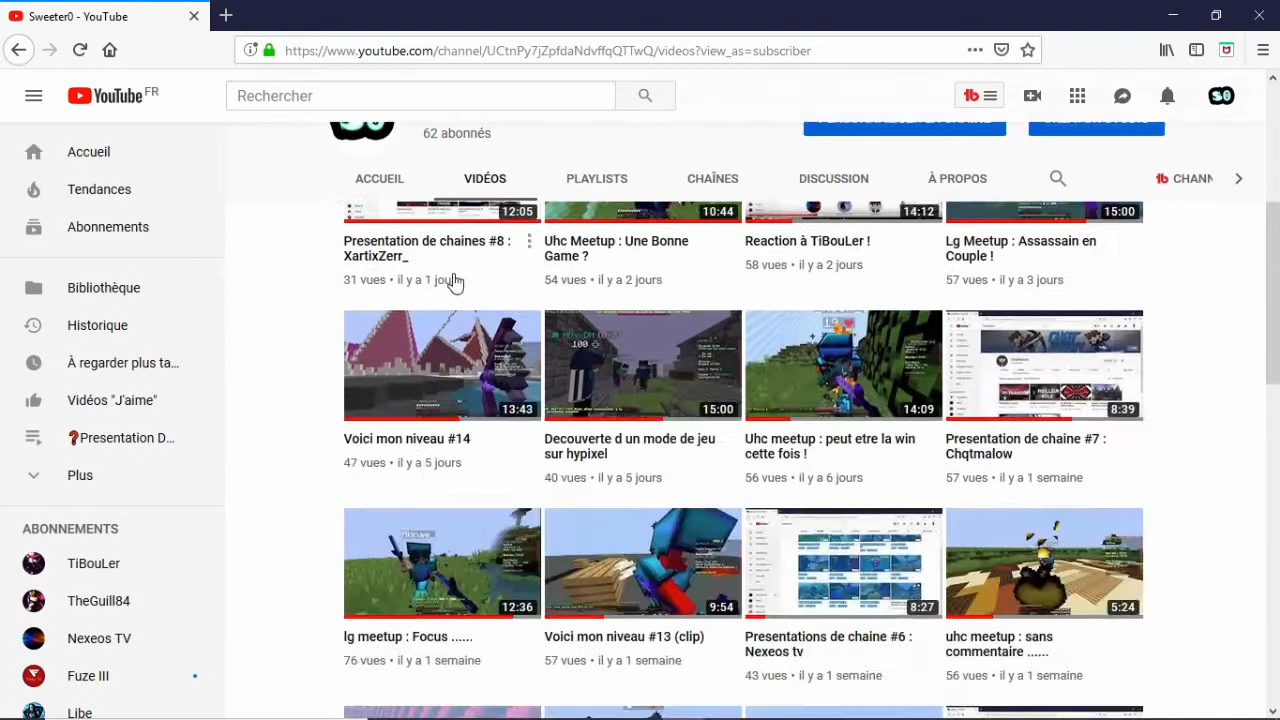 Sweeter0 - YouTube
https://www.youtube.com/channel/UCtnPy7jZpfdaNdvffqQTTwQ/videos?view_as=subscriber
YouTube FR
Rechercher
Accueil
Tendances
Abonnements
Bibliothèque
Historique
À regarder plus ta...
Vidéos "J'aime"
❓Presentation D...
Plus
ABONNEMENTS
TiBouLer
TheGuill84
Nexeos TV
Fuze III
Libe
62 abonnés
ACCUEIL VIDÉOS PLAYLISTS CHAÎNES DISCUSSION À PROPOS CHANN
12:05 10:44 14:12 15:00
Presentation de chaines #8 :
XartixZerr_
31 vues • il y a 1 jour
Uhc Meetup : Une Bonne
Game ?
54 vues • il y a 2 jours
Reaction à TiBouLer !
58 vues • il y a 2 jours
Lg Meetup : Assassain en
Couple !
57 vues • il y a 3 jours
13:43 15:00 14:09 8:39
Voici mon niveau #14
47 vues • il y a 5 jours
Decouverte d un mode de jeu
sur hypixel
40 vues • il y a 5 jours
Uhc meetup : peut etre la win
cette fois !
56 vues • il y a 6 jours
Presentation de chaine #7 :
Chqtmalow
57 vues • il y a 1 semaine
12:36 9:54 8:27 5:24
lg meetup : Focus ......
76 vues • il y a 1 semaine
Voici mon niveau #13 (clip)
57 vues • il y a 1 semaine
Presentations de chaine #6 :
Nexeos tv
43 vues • il y a 1 semaine
uhc meetup : sans
commentaire ......
56 vues • il y a 1 semaine